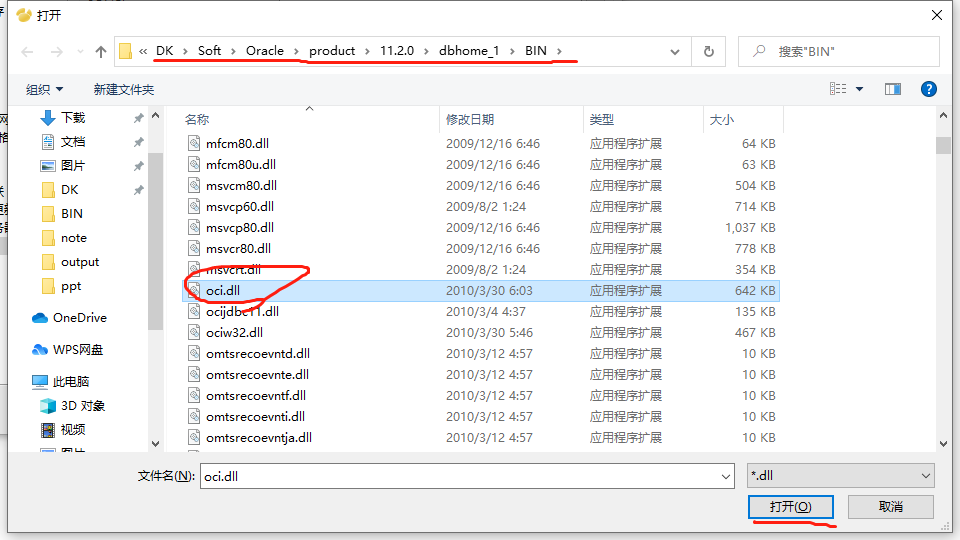 打开
« DK › Soft › Oracle › product › 11.2.0 › dbhome_1 › BIN ›
搜索"BIN"
组织 新建文件夹
名称 修改日期 类型 大小
下载
文档
图片
DK
BIN
note
output
ppt
OneDrive
WPS网盘
此电脑
3D 对象
视频
图片
mfcm80.dll 2009/12/16 6:46 应用程序扩展 64 KB
mfcm80u.dll 2009/12/16 6:46 应用程序扩展 63 KB
msvcm80.dll 2009/12/16 6:46 应用程序扩展 504 KB
msvcp60.dll 2009/8/2 1:24 应用程序扩展 714 KB
msvcp80.dll 2009/12/16 6:46 应用程序扩展 1,037 KB
msvcr80.dll 2009/12/16 6:46 应用程序扩展 778 KB
msvcrt.dll 2009/8/2 1:24 应用程序扩展 354 KB
oci.dll 2010/3/30 6:03 应用程序扩展 642 KB
ocijdbc11.dll 2010/3/4 4:37 应用程序扩展 135 KB
ociw32.dll 2010/3/30 5:46 应用程序扩展 467 KB
omtsrecoevntd.dll 2010/3/12 4:57 应用程序扩展 10 KB
omtsrecoevnte.dll 2010/3/12 4:57 应用程序扩展 10 KB
omtsrecoevntf.dll 2010/3/12 4:57 应用程序扩展 10 KB
omtsrecoevnti.dll 2010/3/12 4:57 应用程序扩展 10 KB
omtsrecoevntja.dll 2010/3/12 4:57 应用程序扩展 10 KB
文件名(N): oci.dll *.dll
打开(O) 取消